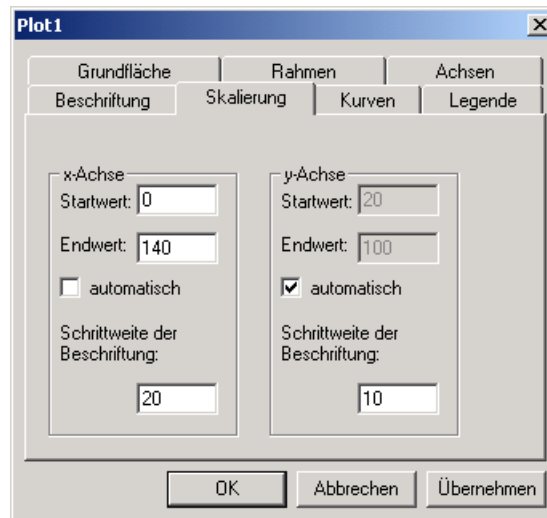 Plot1
Grundfläche Rahmen Achsen
Beschriftung Skalierung Kurven Legende
x-Achse
Startwert: 0
Endwert: 140
automatisch
Schrittweite der
Beschriftung:
20
y-Achse
Startwert: 20
Endwert: 100
automatisch
Schrittweite der
Beschriftung:
10
OK Abbrechen Übernehmen